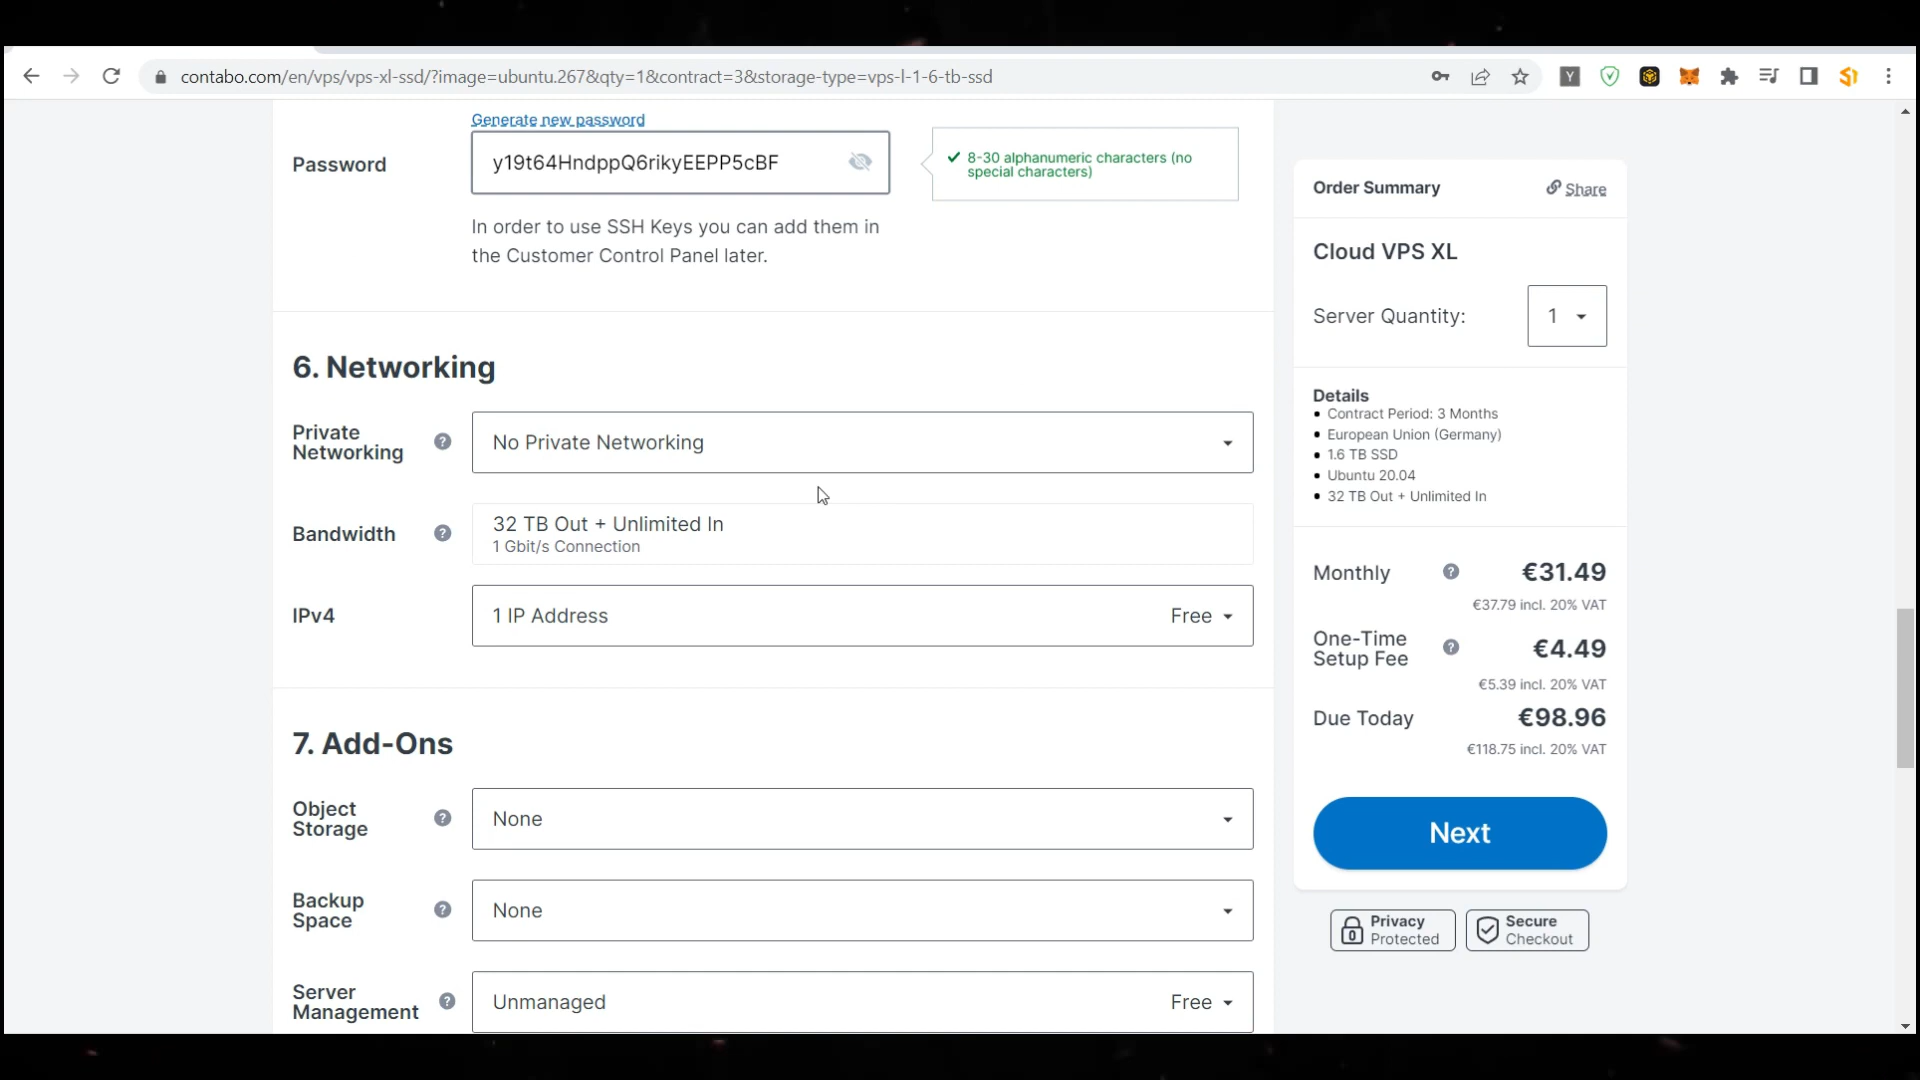 contabo.com/en/vps/vps-xl-ssd/?image=ubuntu.267&qty=1&contract=3&storage-type=vps-l-1-6-tb-ssd
Generate new password
Password
y19t64HndppQ6rikyEEPP5cBF
8-30 alphanumeric characters (no
special characters)
In order to use SSH Keys you can add them in
the Customer Control Panel later.
6. Networking
Private
Networking
No Private Networking
Bandwidth
32 TB Out + Unlimited In
1 Gbit/s Connection
IPv4
1 IP Address
Free
7. Add-Ons
Object
Storage
None
Backup
Space
None
Server
Management
Unmanaged
Free
Order Summary
Share
Cloud VPS XL
Server Quantity:
1
Details
Contract Period: 3 Months
European Union (Germany)
1.6 TB SSD
Ubuntu 20.04
32 TB Out + Unlimited In
Monthly
€31.49
€37.79 incl. 20% VAT
One-Time
Setup Fee
€4.49
€5.39 incl. 20% VAT
Due Today
€98.96
€118.75 incl. 20% VAT
Next
Privacy
Protected
Secure
Checkout